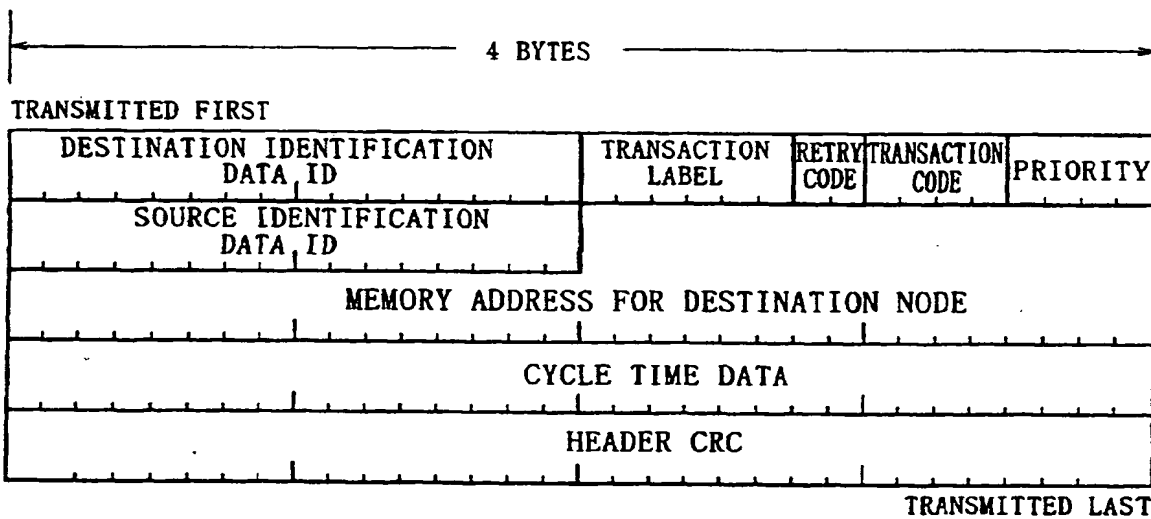 4 BYTES
TRANSMITTED FIRST
DESTINATION IDENTIFICATION
DATA ID
TRANSACTION
LABEL
RETRY
CODE
TRANSACTION
CODE
PRIORITY
SOURCE IDENTIFICATION
DATA ID
MEMORY ADDRESS FOR DESTINATION NODE
CYCLE TIME DATA
HEADER CRC
TRANSMITTED LAST